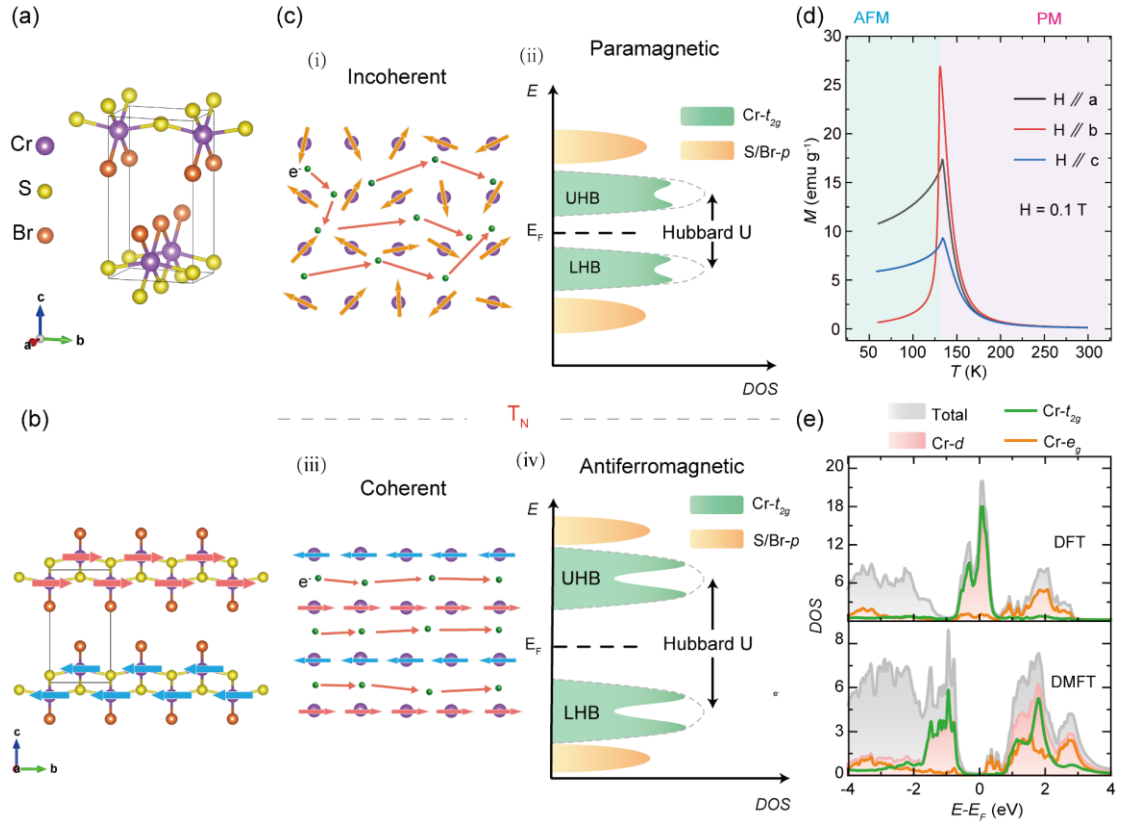 (a)
Cr
S
Br
c
a
b
(b)
c
a
b
(c)
(i)
Incoherent
e-
(ii)
Paramagnetic
E
Cr-t2g
S/Br-p
UHB
EF
Hubbard U
LHB
DOS
TN
(iii)
Coherent
e-
(iv)
Antiferromagnetic
E
Cr-t2g
S/Br-p
UHB
EF
Hubbard U
e-
LHB
DOS
(d)
AFM
PM
M (emu g-1)
30
25
20
15
10
5
0
H // a
H // b
H // c
H = 0.1 T
50
100
150
200
250
300
T (K)
(e)
Total
Cr-t2g
Cr-d
Cr-eg
DOS
20
18
12
6
DFT
8
6
3
0
DMFT
-4
-2
0
2
4
E-EF (eV)